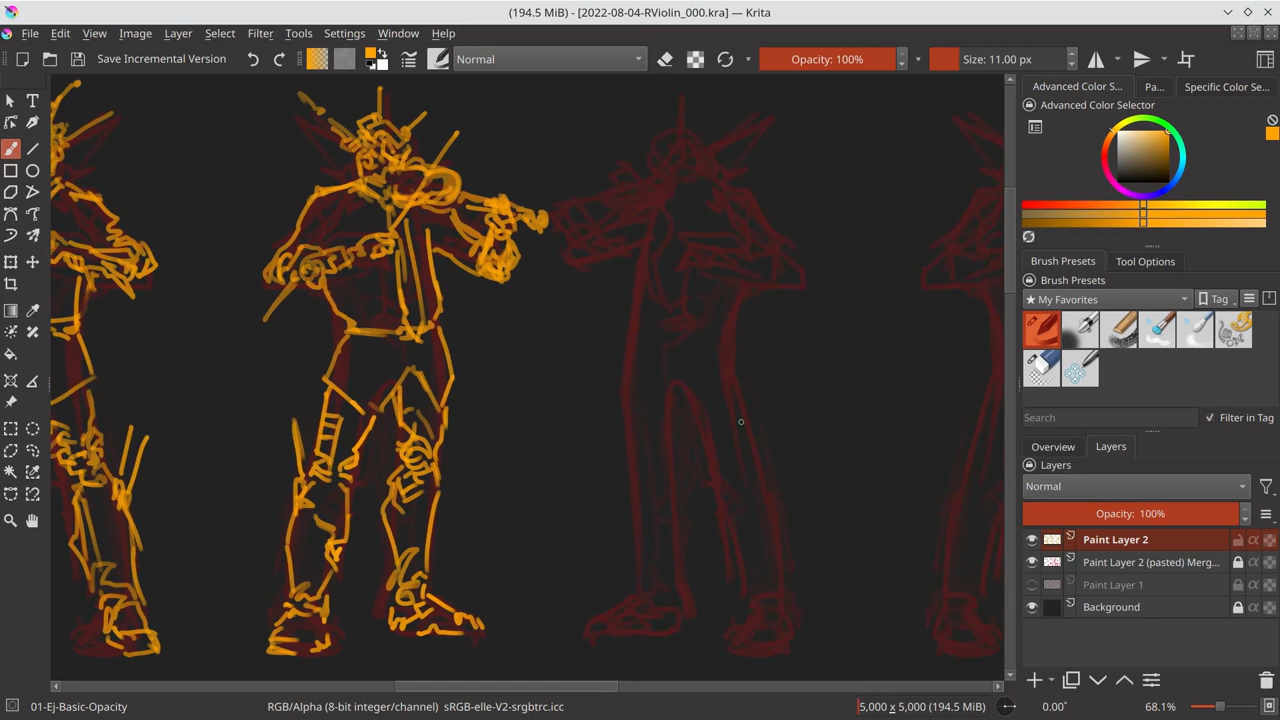 (194.5 MiB) - [2022-08-04-RViolin_000.kra] — Krita
File Edit View Image Layer Select Filter Tools Settings Window Help
Save Incremental Version Normal Opacity: 100% Size: 11.00 px
Advanced Color S... Pa... Specific Color Se...
Advanced Color Selector
Brush Presets Tool Options
Brush Presets
★ My Favorites Tag
Search Filter in Tag
Overview Layers
Layers
Normal
Opacity: 100%
Paint Layer 2
Paint Layer 2 (pasted) Merg...
Paint Layer 1
Background
01-Ej-Basic-Opacity RGB/Alpha (8-bit integer/channel) sRGB-elle-V2-srgbtrc.icc 5,000 x 5,000 (194.5 MiB) 0.00° 68.1%